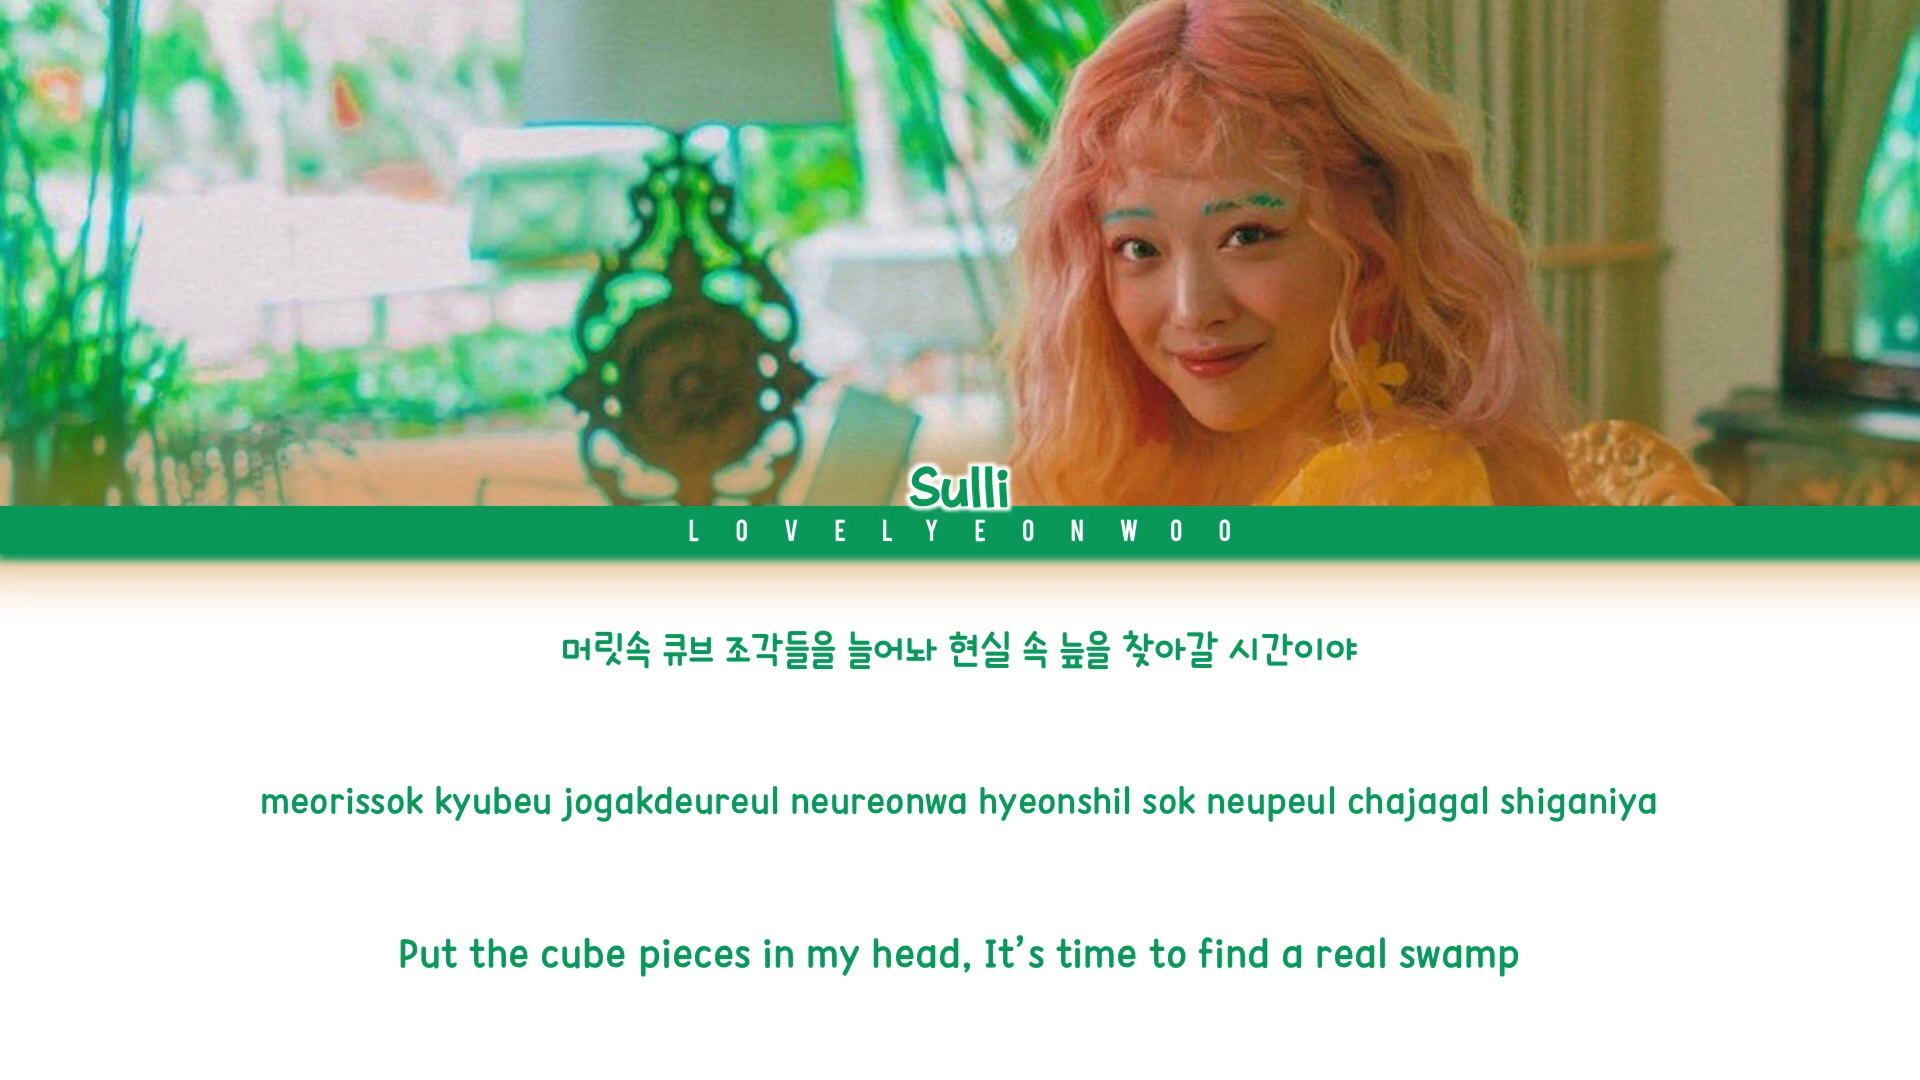 Sulli
LOVELYEONWOO
머릿속 큐브 조각들을 늘어놔 현실 속 늪을 찾아갈 시간이야
meorissok kyubeu jogakdeureul neureonwa hyeonshil sok neupeul chajagal shiganiya
Put the cube pieces in my head, It’s time to find a real swamp